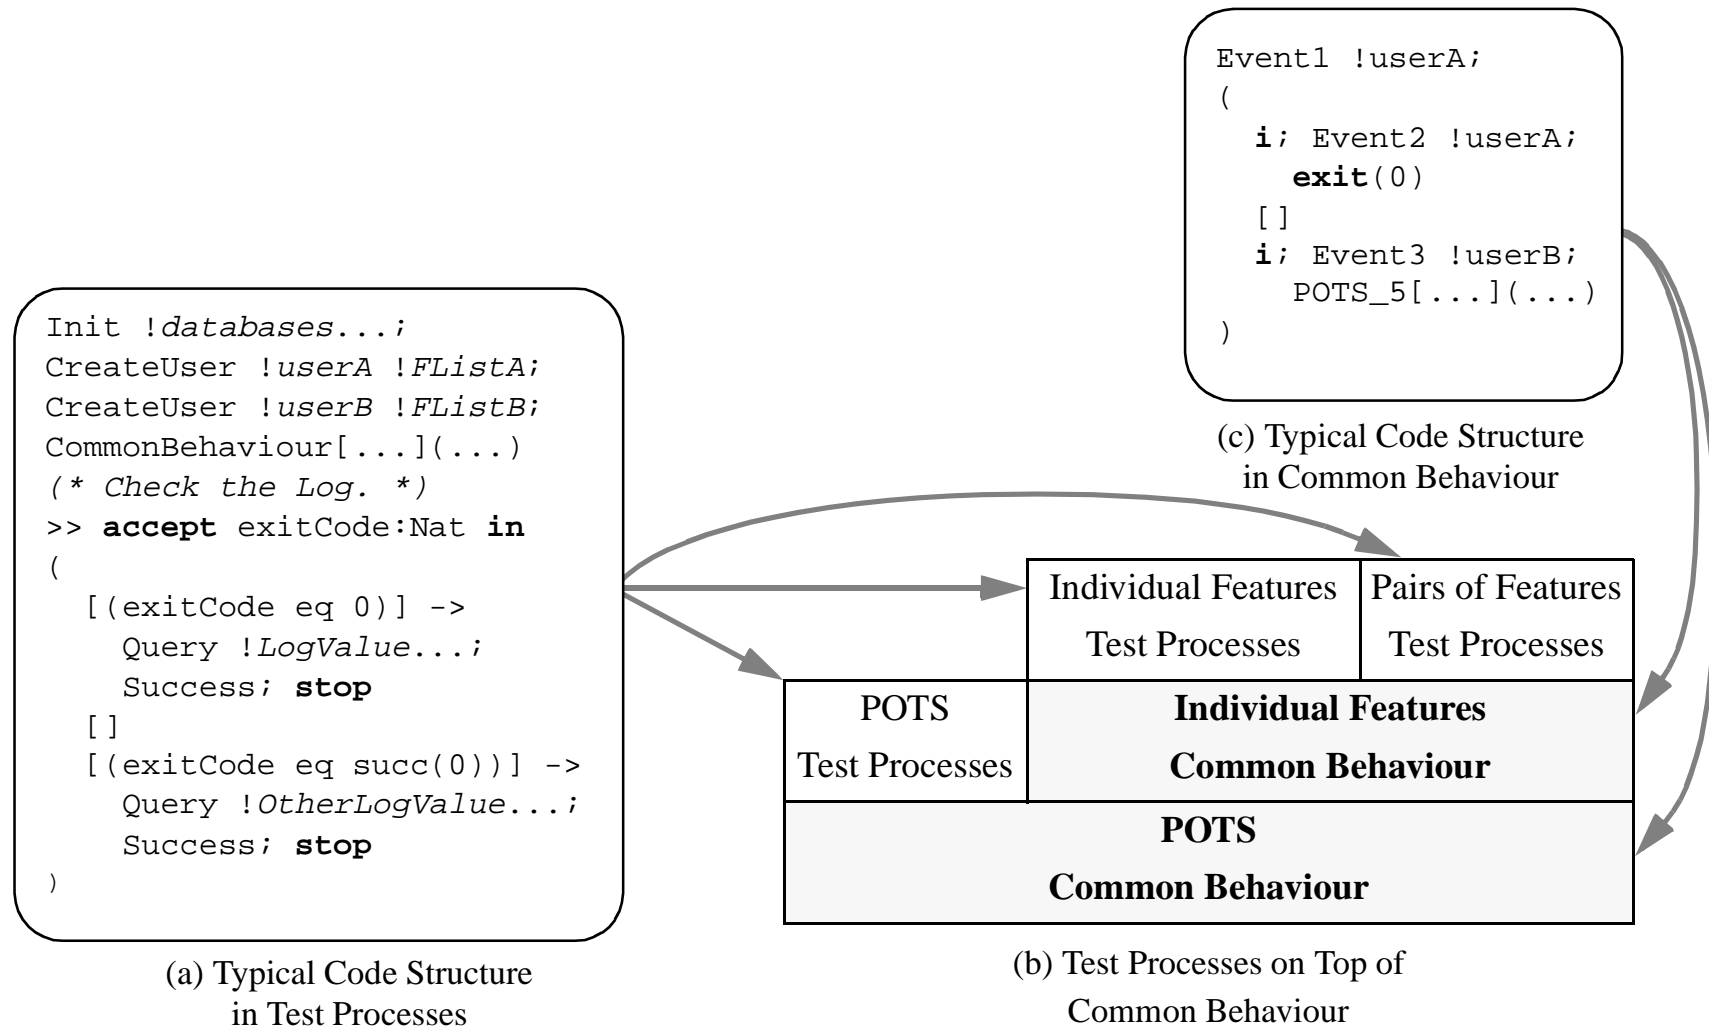 Event1 !userA;
(
i; Event2 !userA;
exit(0)
[]
i; Event3 !userB;
POTS_5[...](...)
)
(c) Typical Code Structure
in Common Behaviour
Init !databases...;
CreateUser !userA !FListA;
CreateUser !userB !FListB;
CommonBehaviour[...](...)
(* Check the Log. *)
>> accept exitCode:Nat in
(
[(exitCode eq 0)] ->
Query !LogValue...;
Success; stop
[]
[(exitCode eq succ(0))] ->
Query !OtherLogValue...;
Success; stop
)
(a) Typical Code Structure
in Test Processes
Individual Features
Test Processes
Pairs of Features
Test Processes
POTS
Test Processes
Individual Features
Common Behaviour
POTS
Common Behaviour
(b) Test Processes on Top of
Common Behaviour